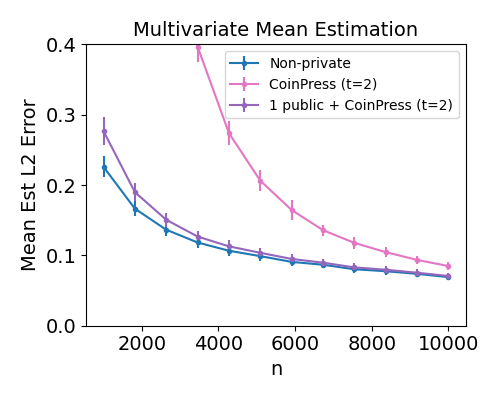 Multivariate Mean Estimation
Mean Est L2 Error
0.4
0.3
0.2
0.1
0.0
Non-private
CoinPress (t=2)
1 public + CoinPress (t=2)
2000 4000 6000 8000 10000
n